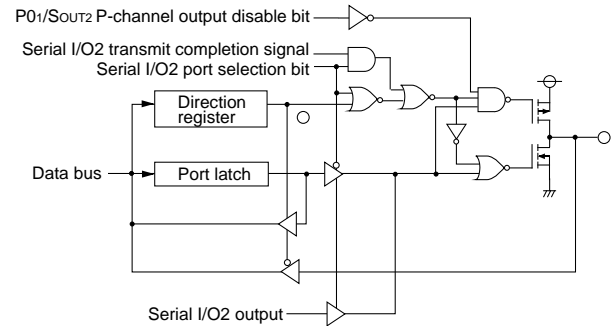 P01/SOUT2 P-channel output disable bit
Serial I/O2 transmit completion signal
Serial I/O2 port selection bit
Direction
register
Data bus
Port latch
Serial I/O2 output